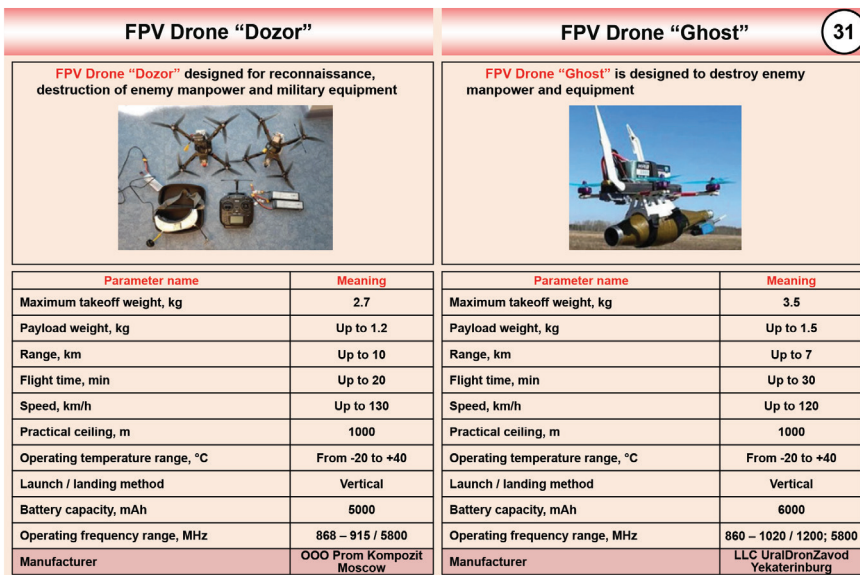 FPV Drone “Dozor”
FPV Drone “Dozor” designed for reconnaissance,
destruction of enemy manpower and military equipment
Parameter name Meaning
Maximum takeoff weight, kg 2.7
Payload weight, kg Up to 1.2
Range, km Up to 10
Flight time, min Up to 20
Speed, km/h Up to 130
Practical ceiling, m 1000
Operating temperature range, °C From -20 to +40
Launch / landing method Vertical
Battery capacity, mAh 5000
Operating frequency range, MHz 868 – 915 / 5800
Manufacturer OOO Prom Kompozit
Moscow
FPV Drone “Ghost”
31
FPV Drone “Ghost” is designed to destroy enemy
manpower and equipment
Parameter name Meaning
Maximum takeoff weight, kg 3.5
Payload weight, kg Up to 1.5
Range, km Up to 7
Flight time, min Up to 30
Speed, km/h Up to 120
Practical ceiling, m 1000
Operating temperature range, °C From -20 to +40
Launch / landing method Vertical
Battery capacity, mAh 6000
Operating frequency range, MHz 860 – 1020 / 1200; 5800
Manufacturer LLC UralDronZavod
Yekaterinburg